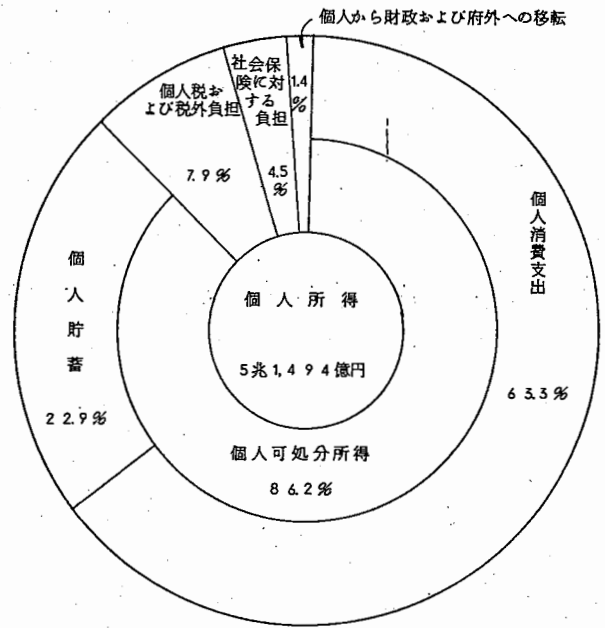 個人から財政および府外への移転
社会保
険に対
する
負担
4.5
%
1.4
%
個人税お
よび税外負担
7.9%
個人消費支出
63.3%
個人貯蓄
22.9%
個人所得
5兆1,494億円
個人可処分所得
86.2%